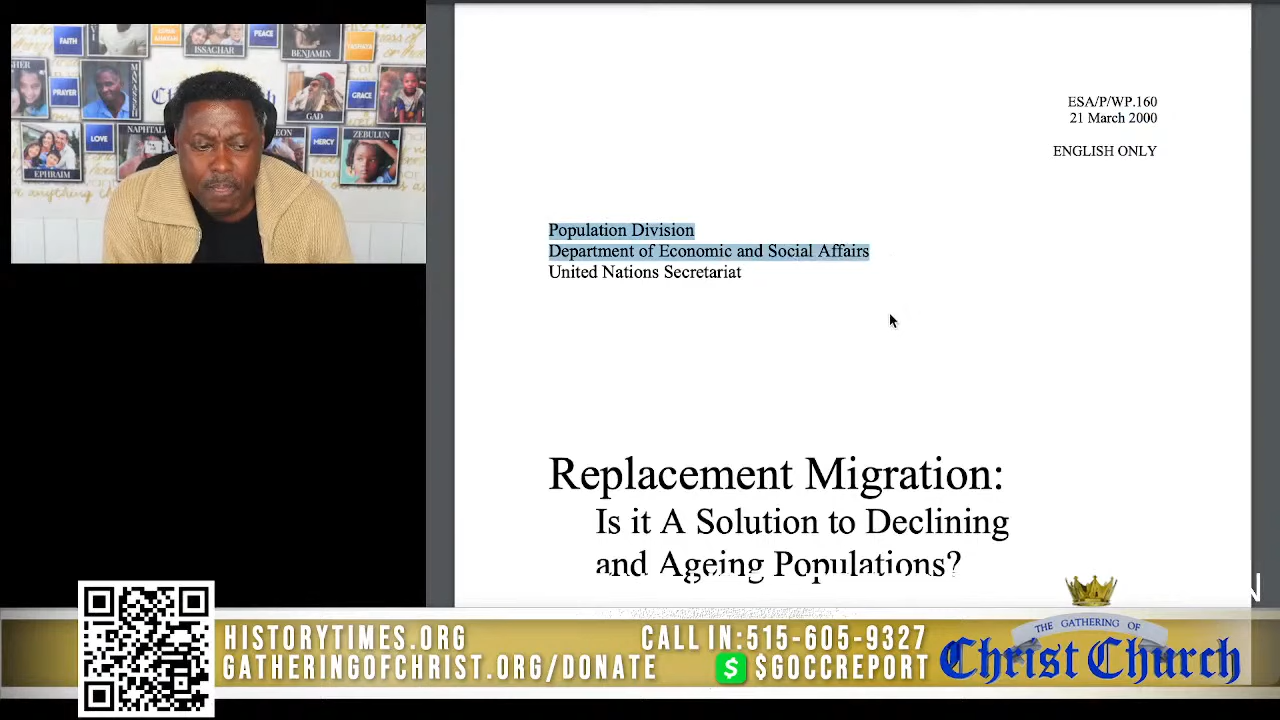 FAITH
ISSACHAR
PEACE
BENJAMIN
PRAYER
MANASSEH
GRACE
GAD
EPHRAIM
LOVE
NAPHTALI
MERCY
ZEBULUN
ESA/P/WP.160
21 March 2000
ENGLISH ONLY
Population Division
Department of Economic and Social Affairs
United Nations Secretariat
Replacement Migration:
Is it A Solution to Declining
and Ageing Populations?
HISTORYTIMES.ORG
CALL IN:515-605-9327
GATHERINGOFCHRIST.ORG/DONATE
$ $GOCCREPORT
THE GATHERING OF
Christ Church